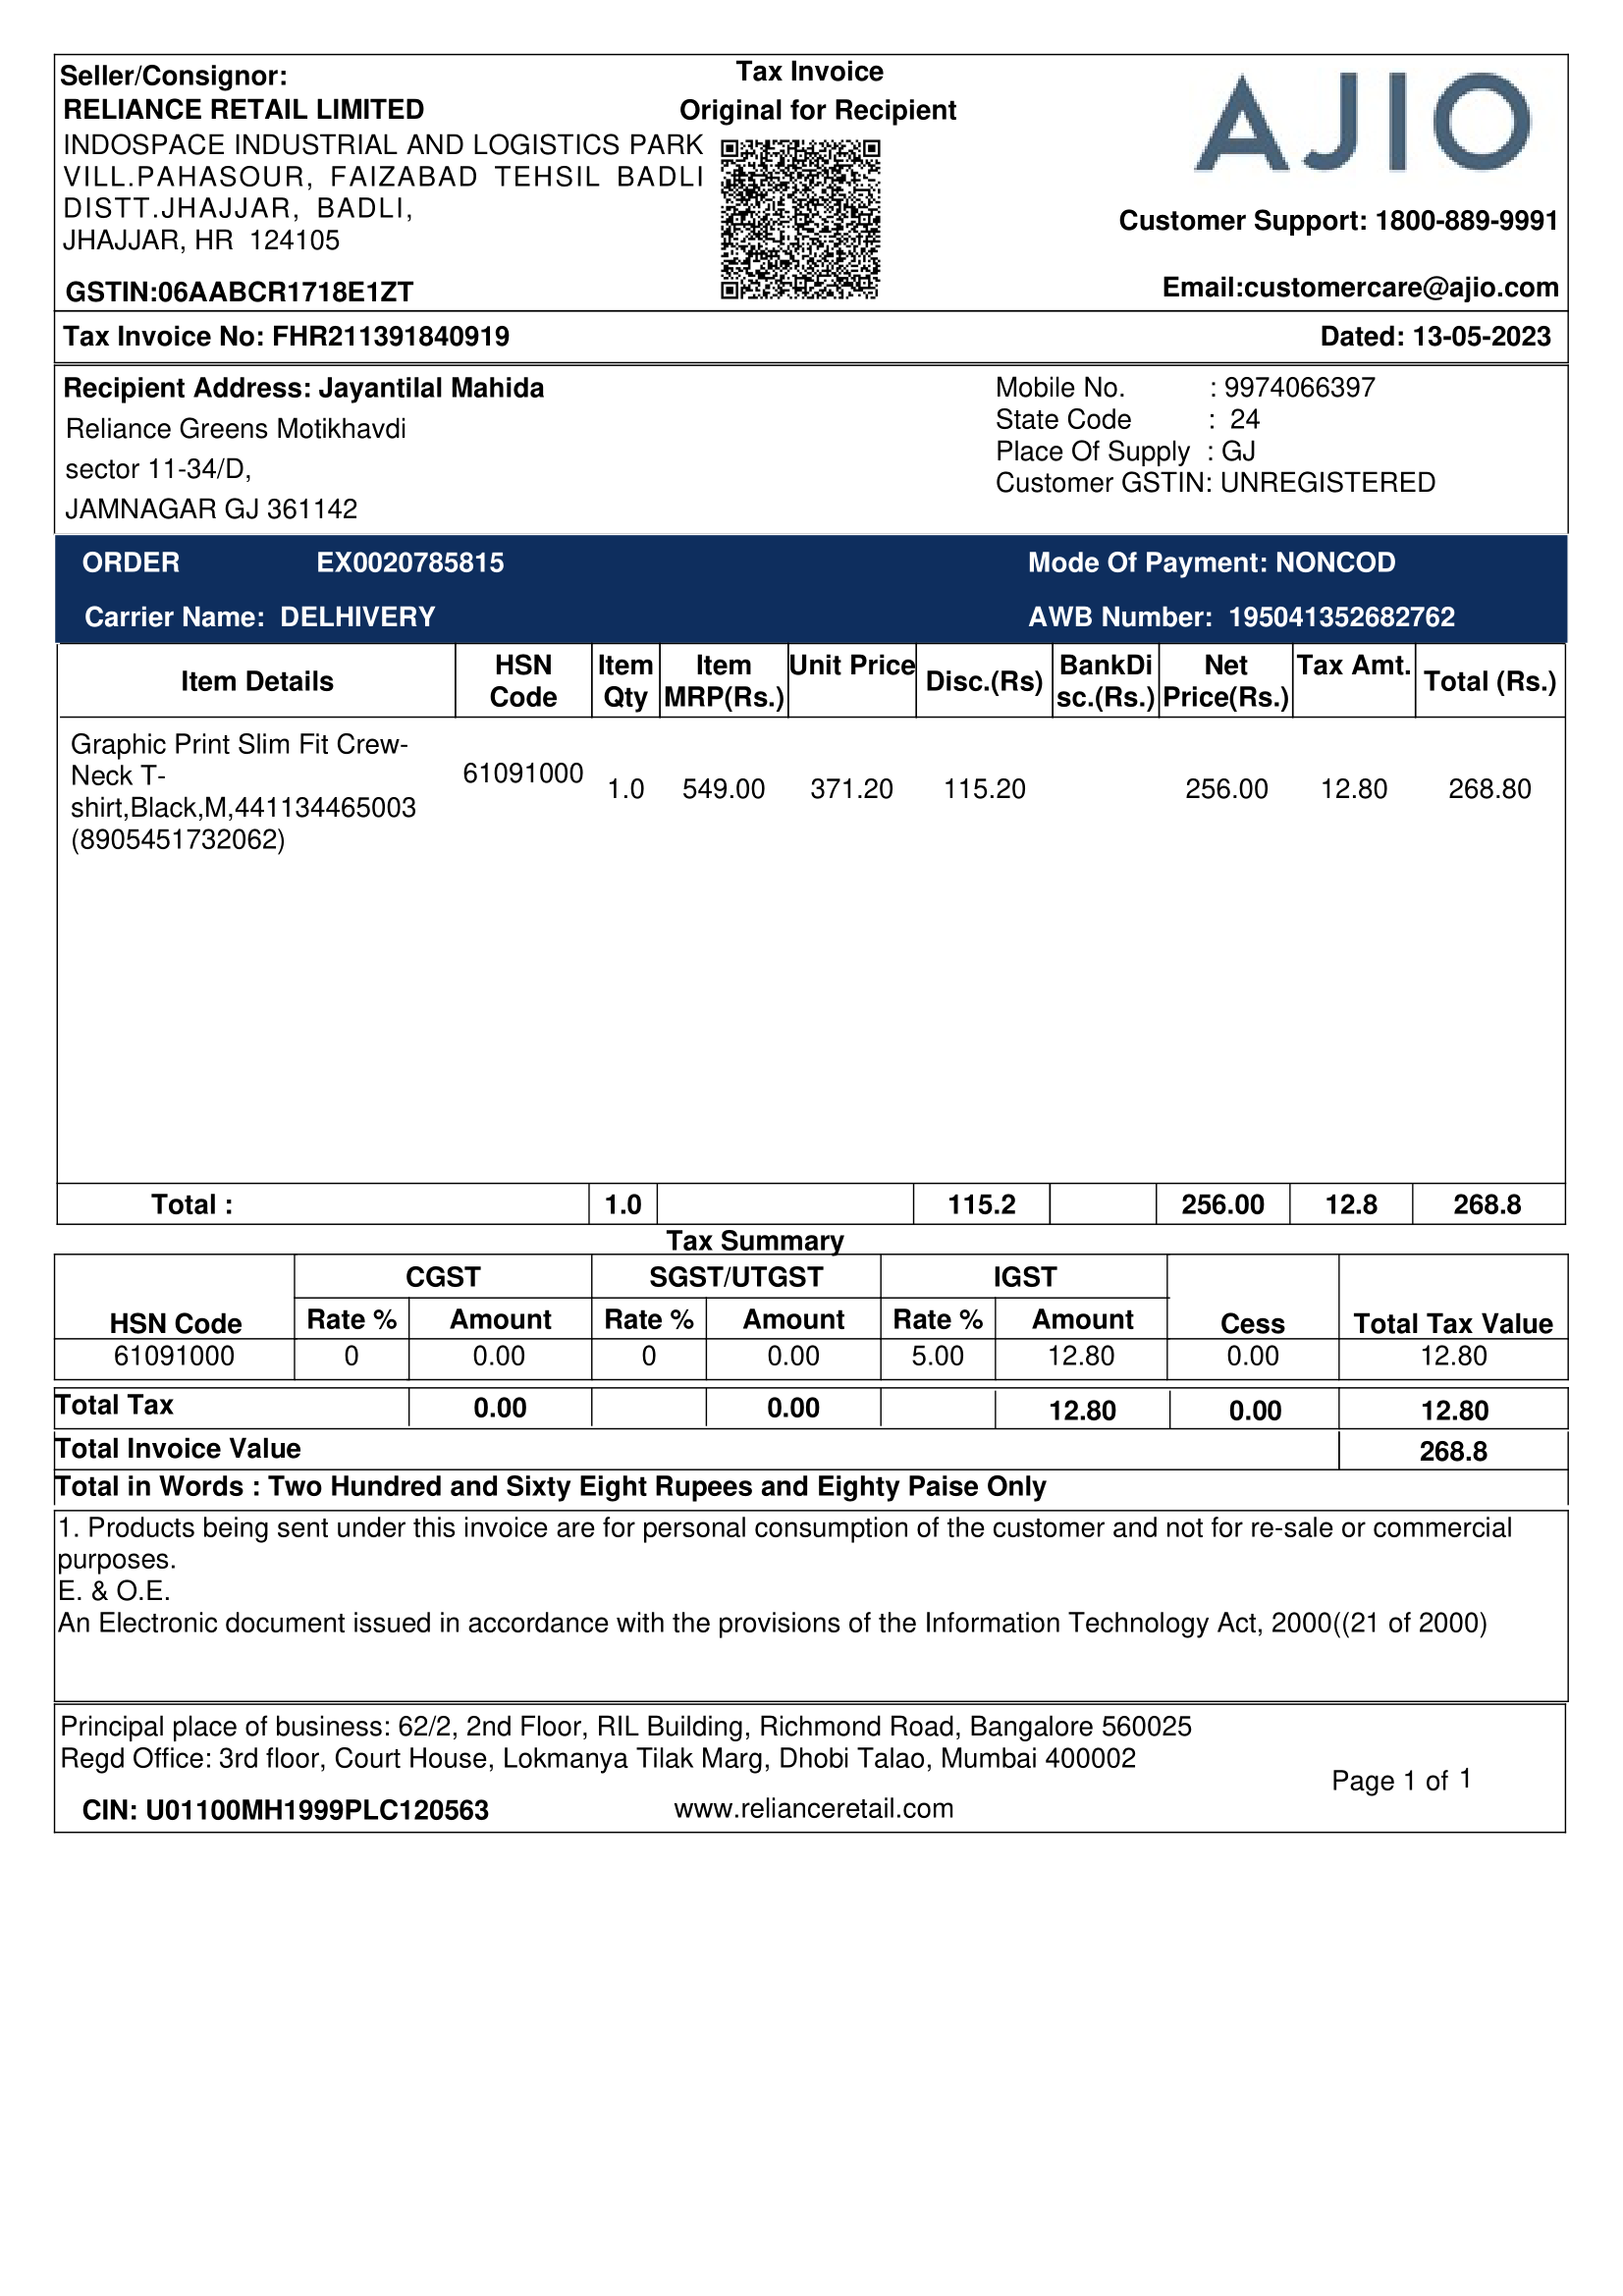 Seller/Consignor:
RELIANCE RETAIL LIMITED
INDOSPACE INDUSTRIAL AND LOGISTICS PARK
VILL.PAHASOUR, FAIZABAD TEHSIL BADLI
DISTT.JHAJJAR, BADLI,
JHAJJAR, HR 124105
GSTIN:06AABCR1718E1ZT
Tax Invoice
Original for Recipient
AJIO
Customer Support: 1800-889-9991
Email:customercare@ajio.com
Tax Invoice No: FHR211391840919 Dated: 13-05-2023
Recipient Address: Jayantilal Mahida
Reliance Greens Motikhavdi
sector 11-34/D,
JAMNAGAR GJ 361142
Mobile No. : 9974066397
State Code : 24
Place Of Supply : GJ
Customer GSTIN: UNREGISTERED
ORDER EX0020785815 Mode Of Payment: NONCOD
Carrier Name: DELHIVERY AWB Number: 195041352682762
Item Details HSN Code Item Qty Item MRP(Rs.) Unit Price Disc.(Rs) BankDi sc.(Rs.) Net Price(Rs.) Tax Amt. Total (Rs.)
Graphic Print Slim Fit Crew-
Neck T-
shirt,Black,M,441134465003
(8905451732062)
61091000 1.0 549.00 371.20 115.20 256.00 12.80 268.80
Total : 1.0 115.2 256.00 12.8 268.8
Tax Summary
CGST SGST/UTGST IGST
HSN Code Rate % Amount Rate % Amount Rate % Amount Cess Total Tax Value
61091000 0 0.00 0 0.00 5.00 12.80 0.00 12.80
Total Tax 0.00 0.00 12.80 0.00 12.80
Total Invoice Value 268.8
Total in Words : Two Hundred and Sixty Eight Rupees and Eighty Paise Only
1. Products being sent under this invoice are for personal consumption of the customer and not for re-sale or commercial
purposes.
E. & O.E.
An Electronic document issued in accordance with the provisions of the Information Technology Act, 2000((21 of 2000)
Principal place of business: 62/2, 2nd Floor, RIL Building, Richmond Road, Bangalore 560025
Regd Office: 3rd floor, Court House, Lokmanya Tilak Marg, Dhobi Talao, Mumbai 400002
Page 1 of 1
CIN: U01100MH1999PLC120563 www.relianceretail.com